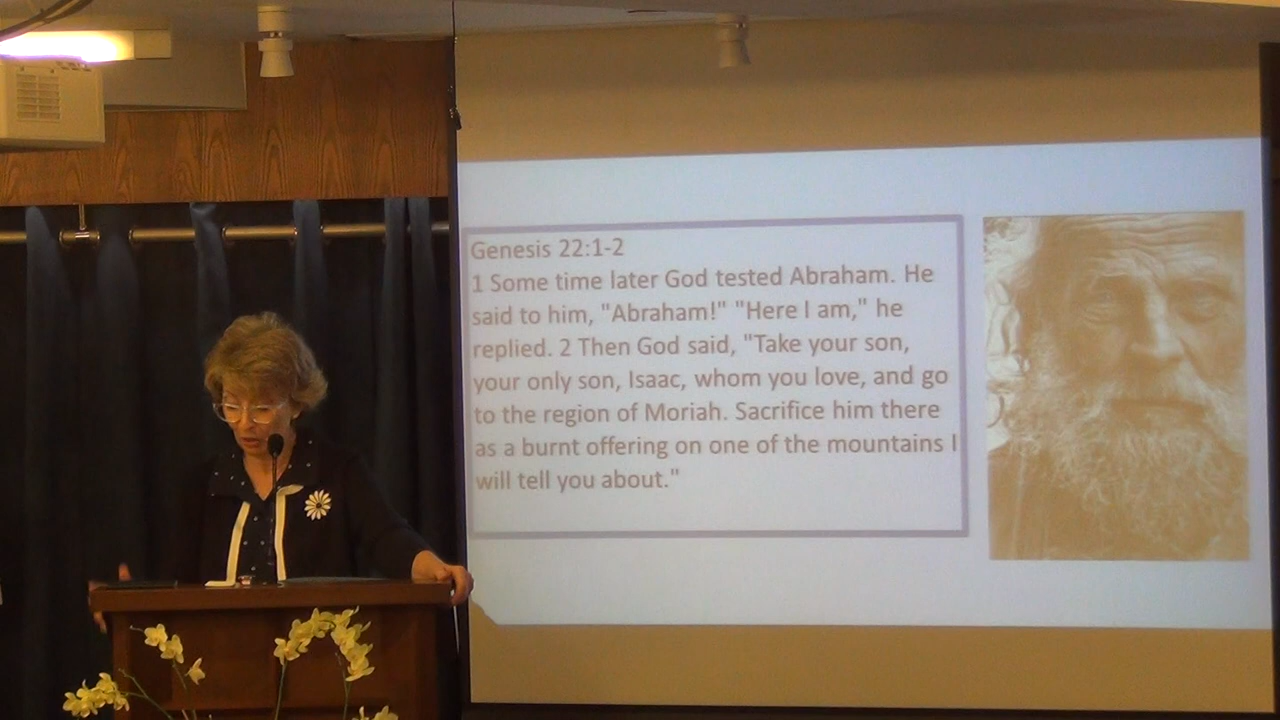 Genesis 22:1-2
1 Some time later God tested Abraham. He
said to him, "Abraham!" "Here I am," he
replied. 2 Then God said, "Take your son,
your only son, Isaac, whom you love, and go
to the region of Moriah. Sacrifice him there
as a burnt offering on one of the mountains I
will tell you about."